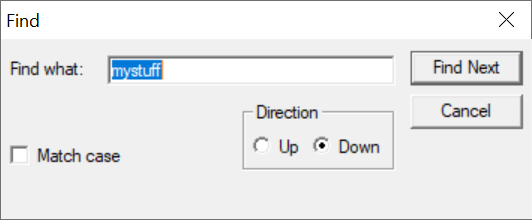 Find
Find what: mystuff Find Next
Direction Cancel
Up Down
Match case